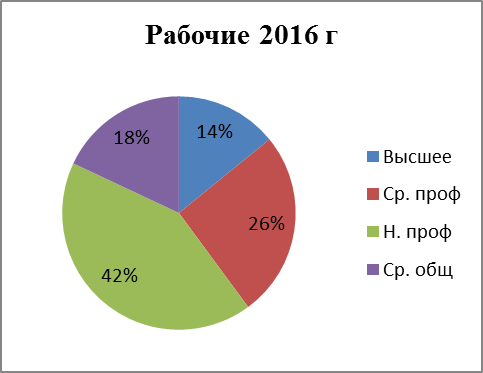 Рабочие 2016 г
14%
26%
42%
18%
Высшее
Ср. проф
Н. проф
Ср. общ